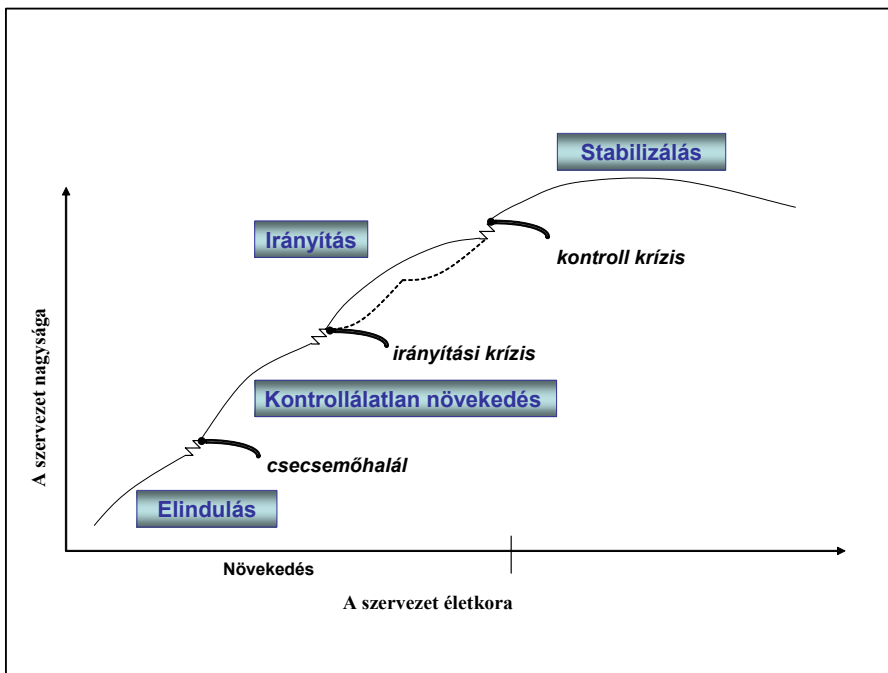 Stabilizálás
Irányítás
kontroll krízis
A szervezet nagysága
irányítási krízis
Kontrollálatlan növekedés
csecsemőhalál
Elindulás
Növekedés
A szervezet életkora